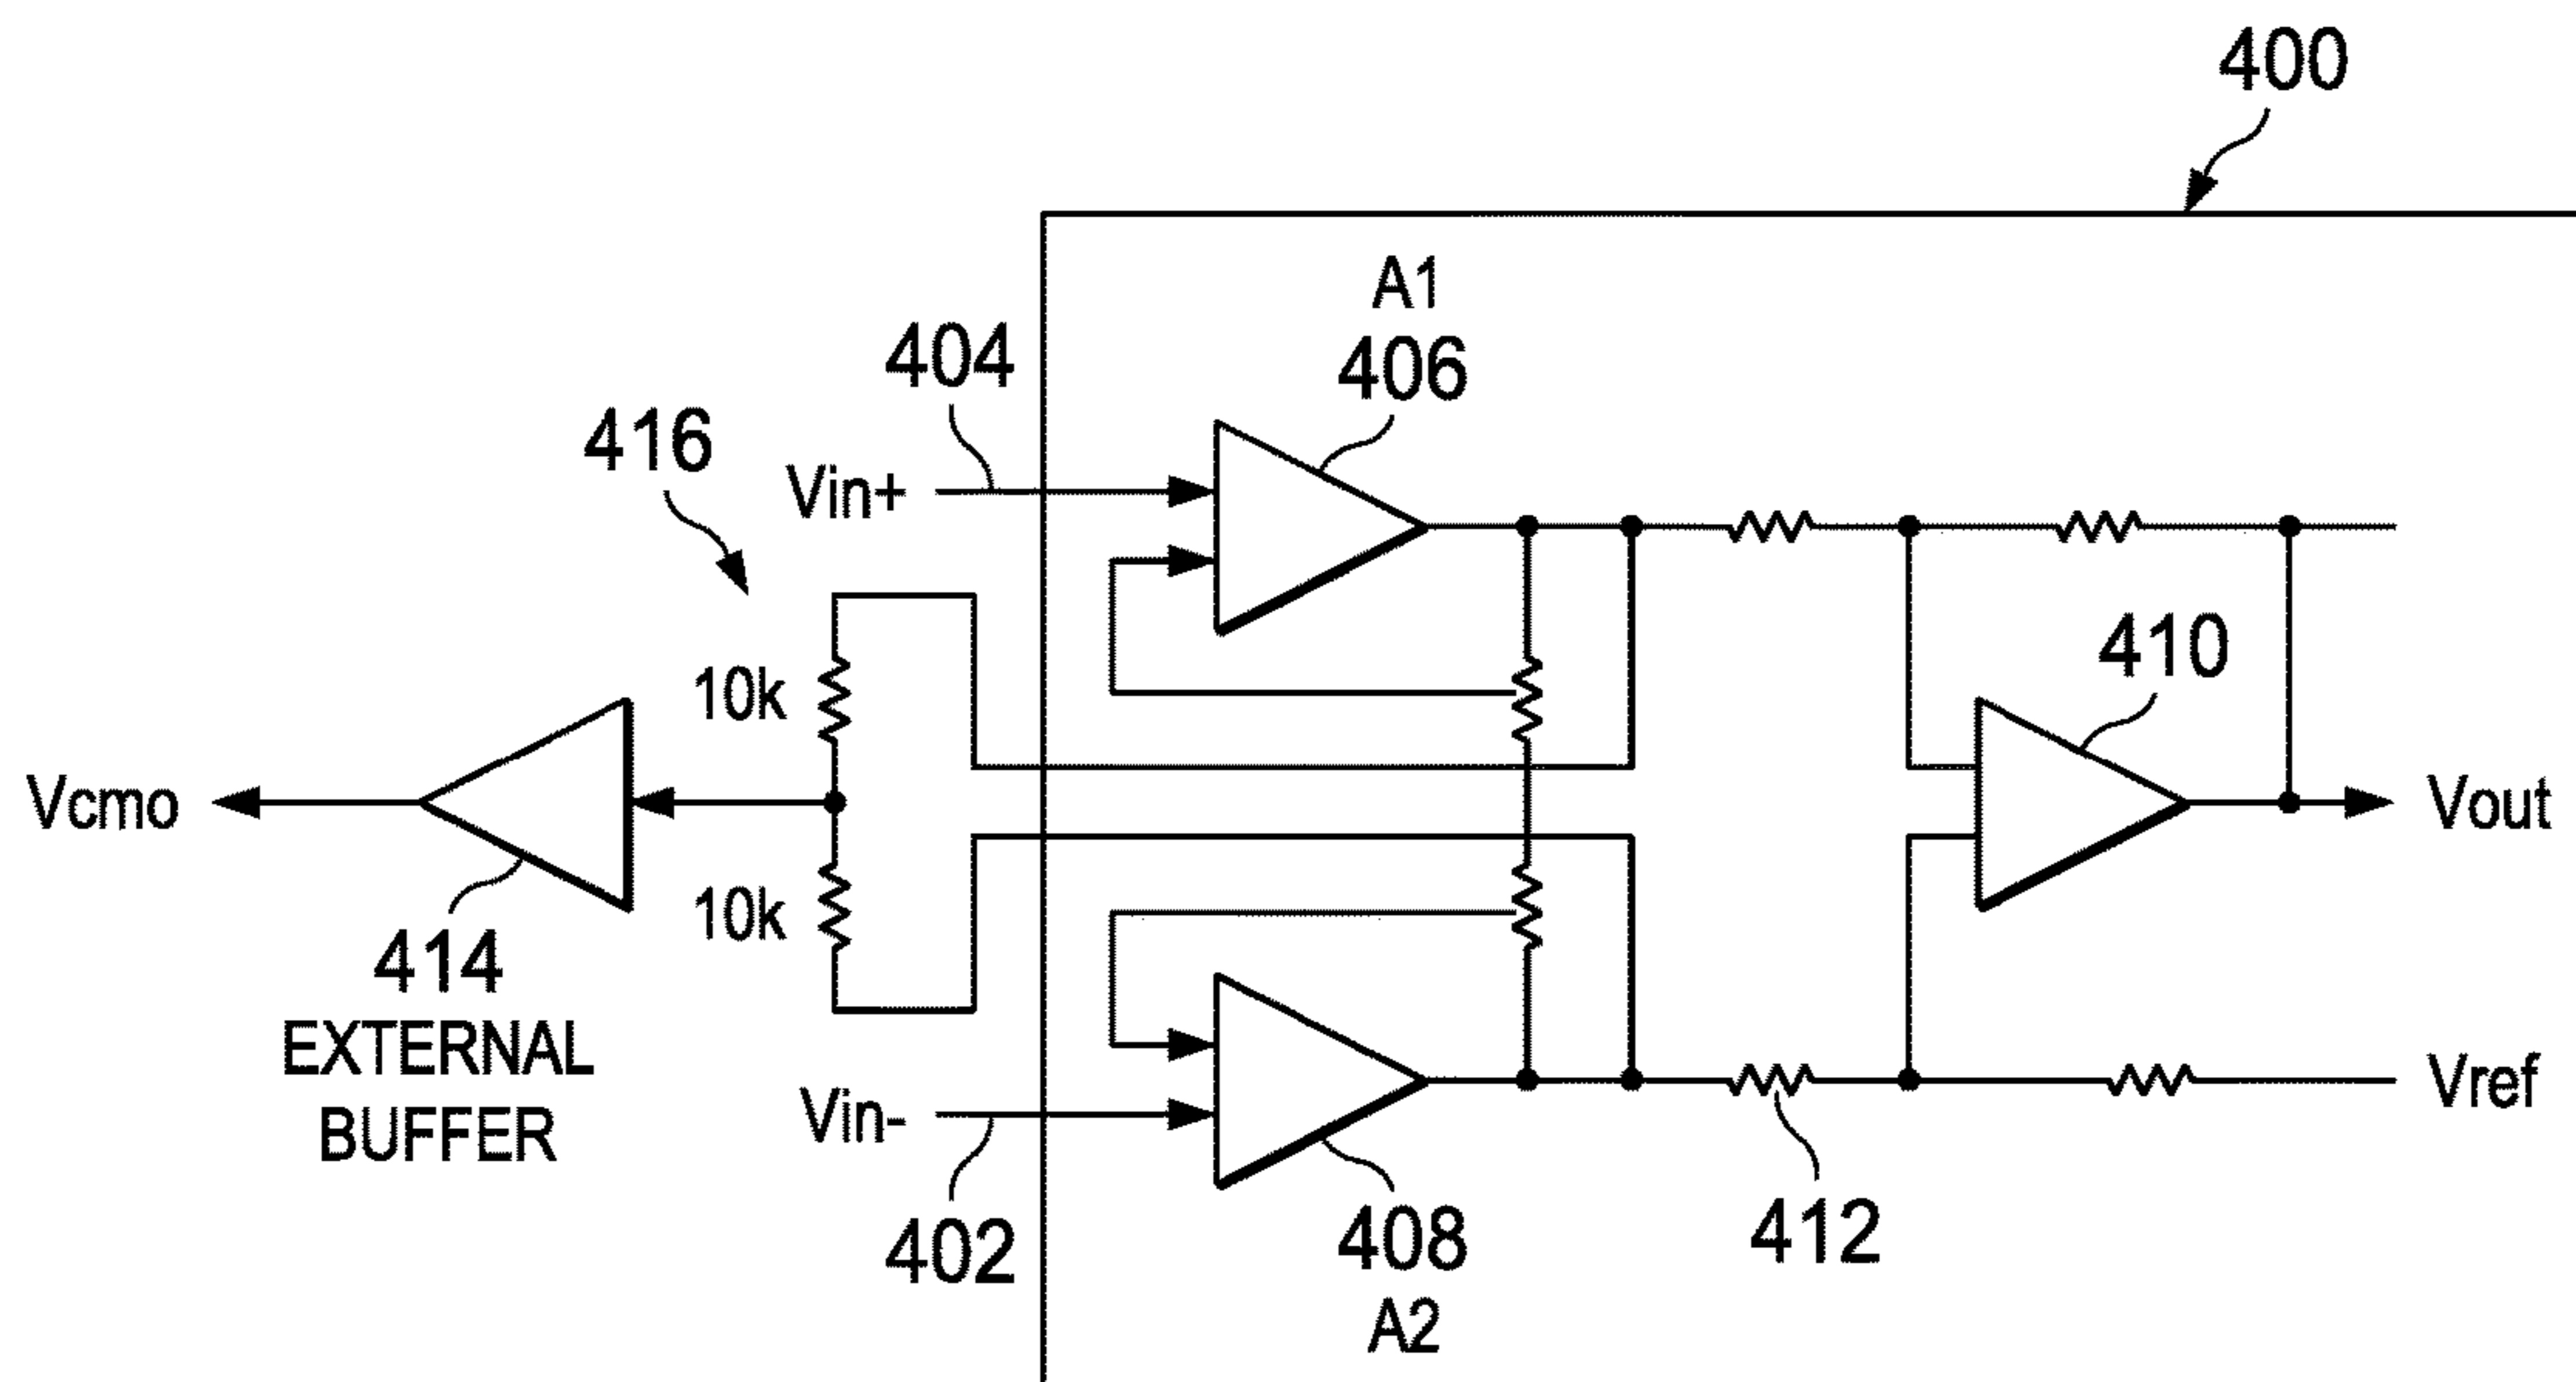 400
A1
404
406
416
Vin+
410
10k
Vcmo
Vout
10k
414
EXTERNAL
BUFFER
Vref
Vin-
402
408
412
A2